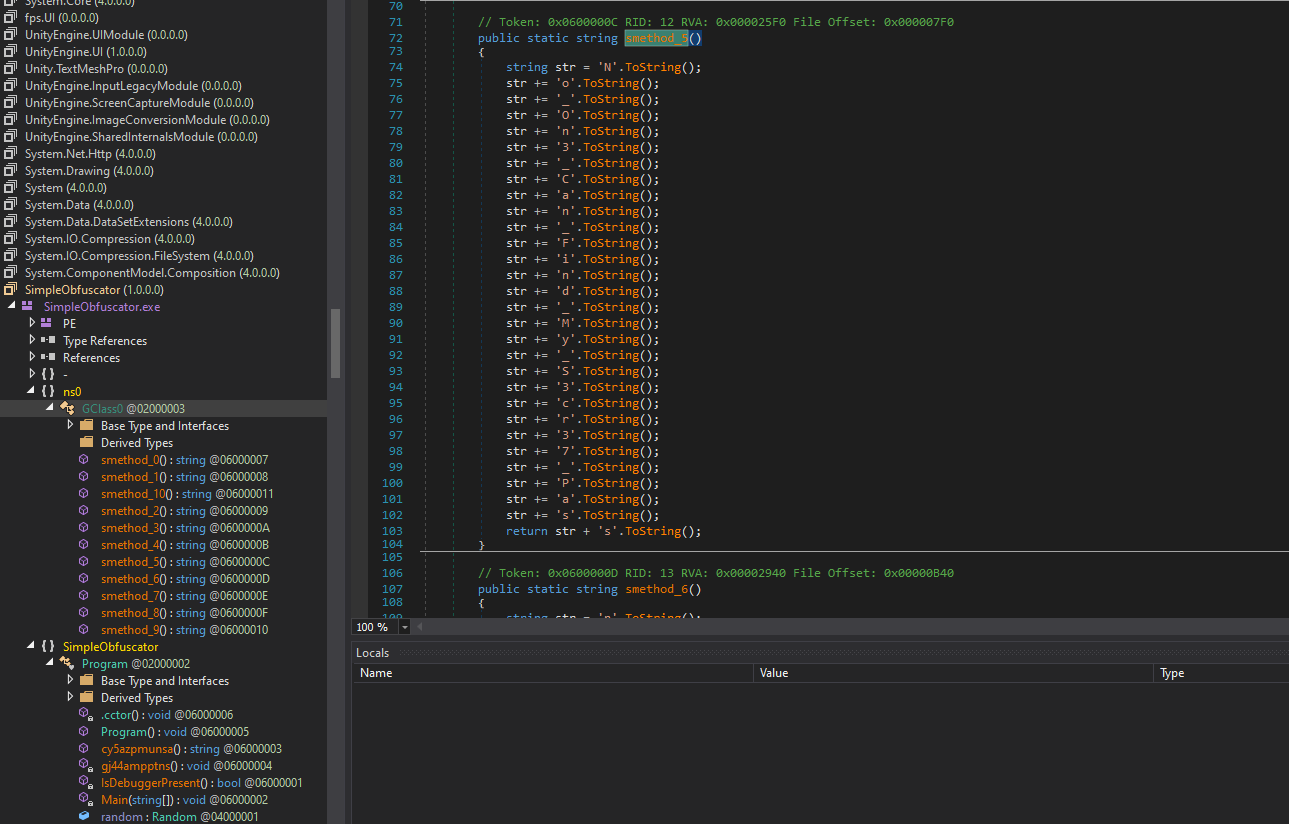 System.Core (4.0.0.0)
fps.UI (0.0.0.0)
UnityEngine.UIModule (0.0.0.0)
UnityEngine.UI (1.0.0.0)
Unity.TextMeshPro (0.0.0.0)
UnityEngine.InputLegacyModule (0.0.0.0)
UnityEngine.ScreenCaptureModule (0.0.0.0)
UnityEngine.ImageConversionModule (0.0.0.0)
UnityEngine.SharedInternalsModule (0.0.0.0)
System.Net.Http (4.0.0.0)
System.Drawing (4.0.0.0)
System (4.0.0.0)
System.Data (4.0.0.0)
System.Data.DataSetExtensions (4.0.0.0)
System.IO.Compression (4.0.0.0)
System.IO.Compression.FileSystem (4.0.0.0)
System.ComponentModel.Composition (4.0.0.0)
SimpleObfuscator (1.0.0.0)
SimpleObfuscator.exe
PE
Type References
References
{ } -
{ } ns0
GClass0 @02000003
Base Type and Interfaces
Derived Types
smethod_0() : string @06000007
smethod_1() : string @06000008
smethod_10() : string @06000011
smethod_2() : string @06000009
smethod_3() : string @0600000A
smethod_4() : string @0600000B
smethod_5() : string @0600000C
smethod_6() : string @0600000D
smethod_7() : string @0600000E
smethod_8() : string @0600000F
smethod_9() : string @06000010
{ } SimpleObfuscator
Program @02000002
Base Type and Interfaces
Derived Types
.cctor() : void @06000006
Program() : void @06000005
cy5azpmunsa() : string @06000003
gj44ampptns() : void @06000004
IsDebuggerPresent() : bool @06000001
Main(string[]) : void @06000002
random : Random @04000001
70
71 // Token: 0x0600000C RID: 12 RVA: 0x000025F0 File Offset: 0x000007F0
72 public static string smethod_5()
73 {
74 string str = 'N'.ToString();
75 str += 'o'.ToString();
76 str += '_'.ToString();
77 str += 'O'.ToString();
78 str += 'n'.ToString();
79 str += '3'.ToString();
80 str += '_'.ToString();
81 str += 'C'.ToString();
82 str += 'a'.ToString();
83 str += 'n'.ToString();
84 str += '_'.ToString();
85 str += 'F'.ToString();
86 str += 'i'.ToString();
87 str += 'n'.ToString();
88 str += 'd'.ToString();
89 str += '_'.ToString();
90 str += 'M'.ToString();
91 str += 'y'.ToString();
92 str += '_'.ToString();
93 str += 'S'.ToString();
94 str += '3'.ToString();
95 str += 'c'.ToString();
96 str += 'r'.ToString();
97 str += '3'.ToString();
98 str += '7'.ToString();
99 str += '_'.ToString();
100 str += 'P'.ToString();
101 str += 'a'.ToString();
102 str += 's'.ToString();
103 return str + 's'.ToString();
104 }
105
106 // Token: 0x0600000D RID: 13 RVA: 0x00002940 File Offset: 0x00000B40
107 public static string smethod_6()
108 {
109 string str = 'n'.ToString();
100 %
Locals
Name Value Type